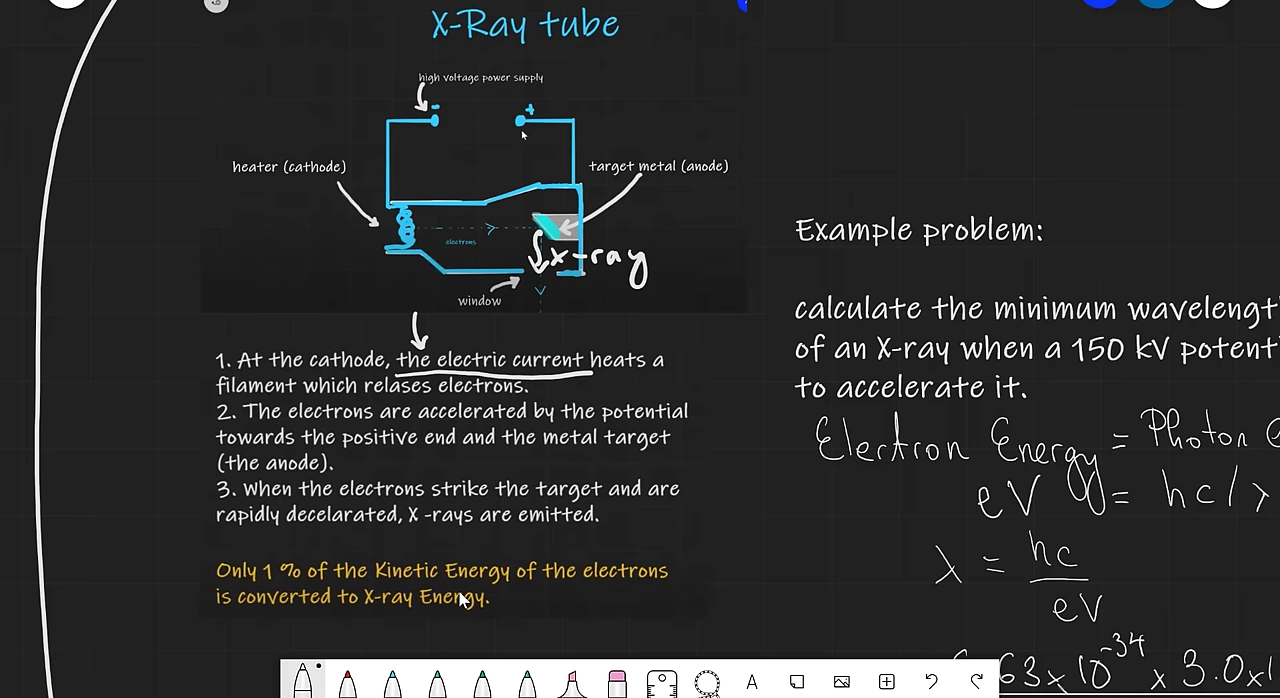 X-Ray tube
high voltage power supply
- +
heater (cathode)
target metal (anode)
electrons
x-ray
window
1. At the cathode, the electric current heats a
filament which relases electrons.
2. The electrons are accelerated by the potential
towards the positive end and the metal target
(the anode).
3. When the electrons strike the target and are
rapidly decelarated, X -rays are emitted.
Only 1 % of the Kinetic Energy of the electrons
is converted to X-ray Energy.
Example problem:
calculate the minimum wavelengt
of an X-ray when a 150 kV potent
to accelerate it.
Electron Energy = Photon
eV = hc/λ
λ = hc
eV
63 x 10^-34 x 3.0x1
A